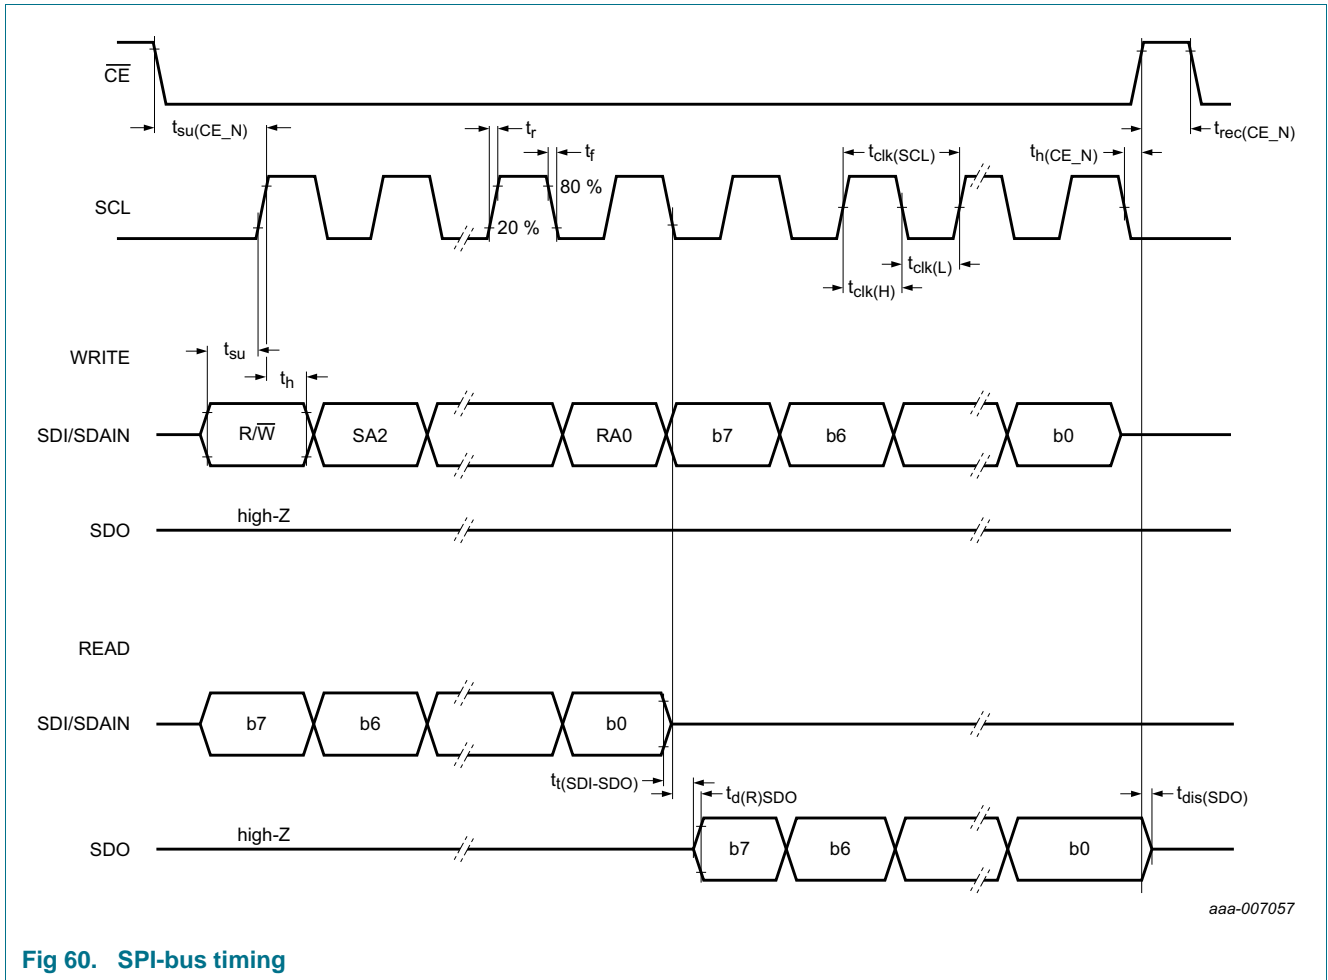 CE
tsu(CE_N) tr trec(CE_N)
tf tclk(SCL) th(CE_N)
80 %
SCL
20 %
tclk(L)
tclk(H)
WRITE tsu
th
SDI/SDAIN R/W SA2 RA0 b7 b6 b0
high-Z
SDO
READ
SDI/SDAIN b7 b6 b0
tt(SDI-SDO) td(R)SDO tdis(SDO)
high-Z
SDO b7 b6 b0
aaa-007057
Fig 60. SPI-bus timing